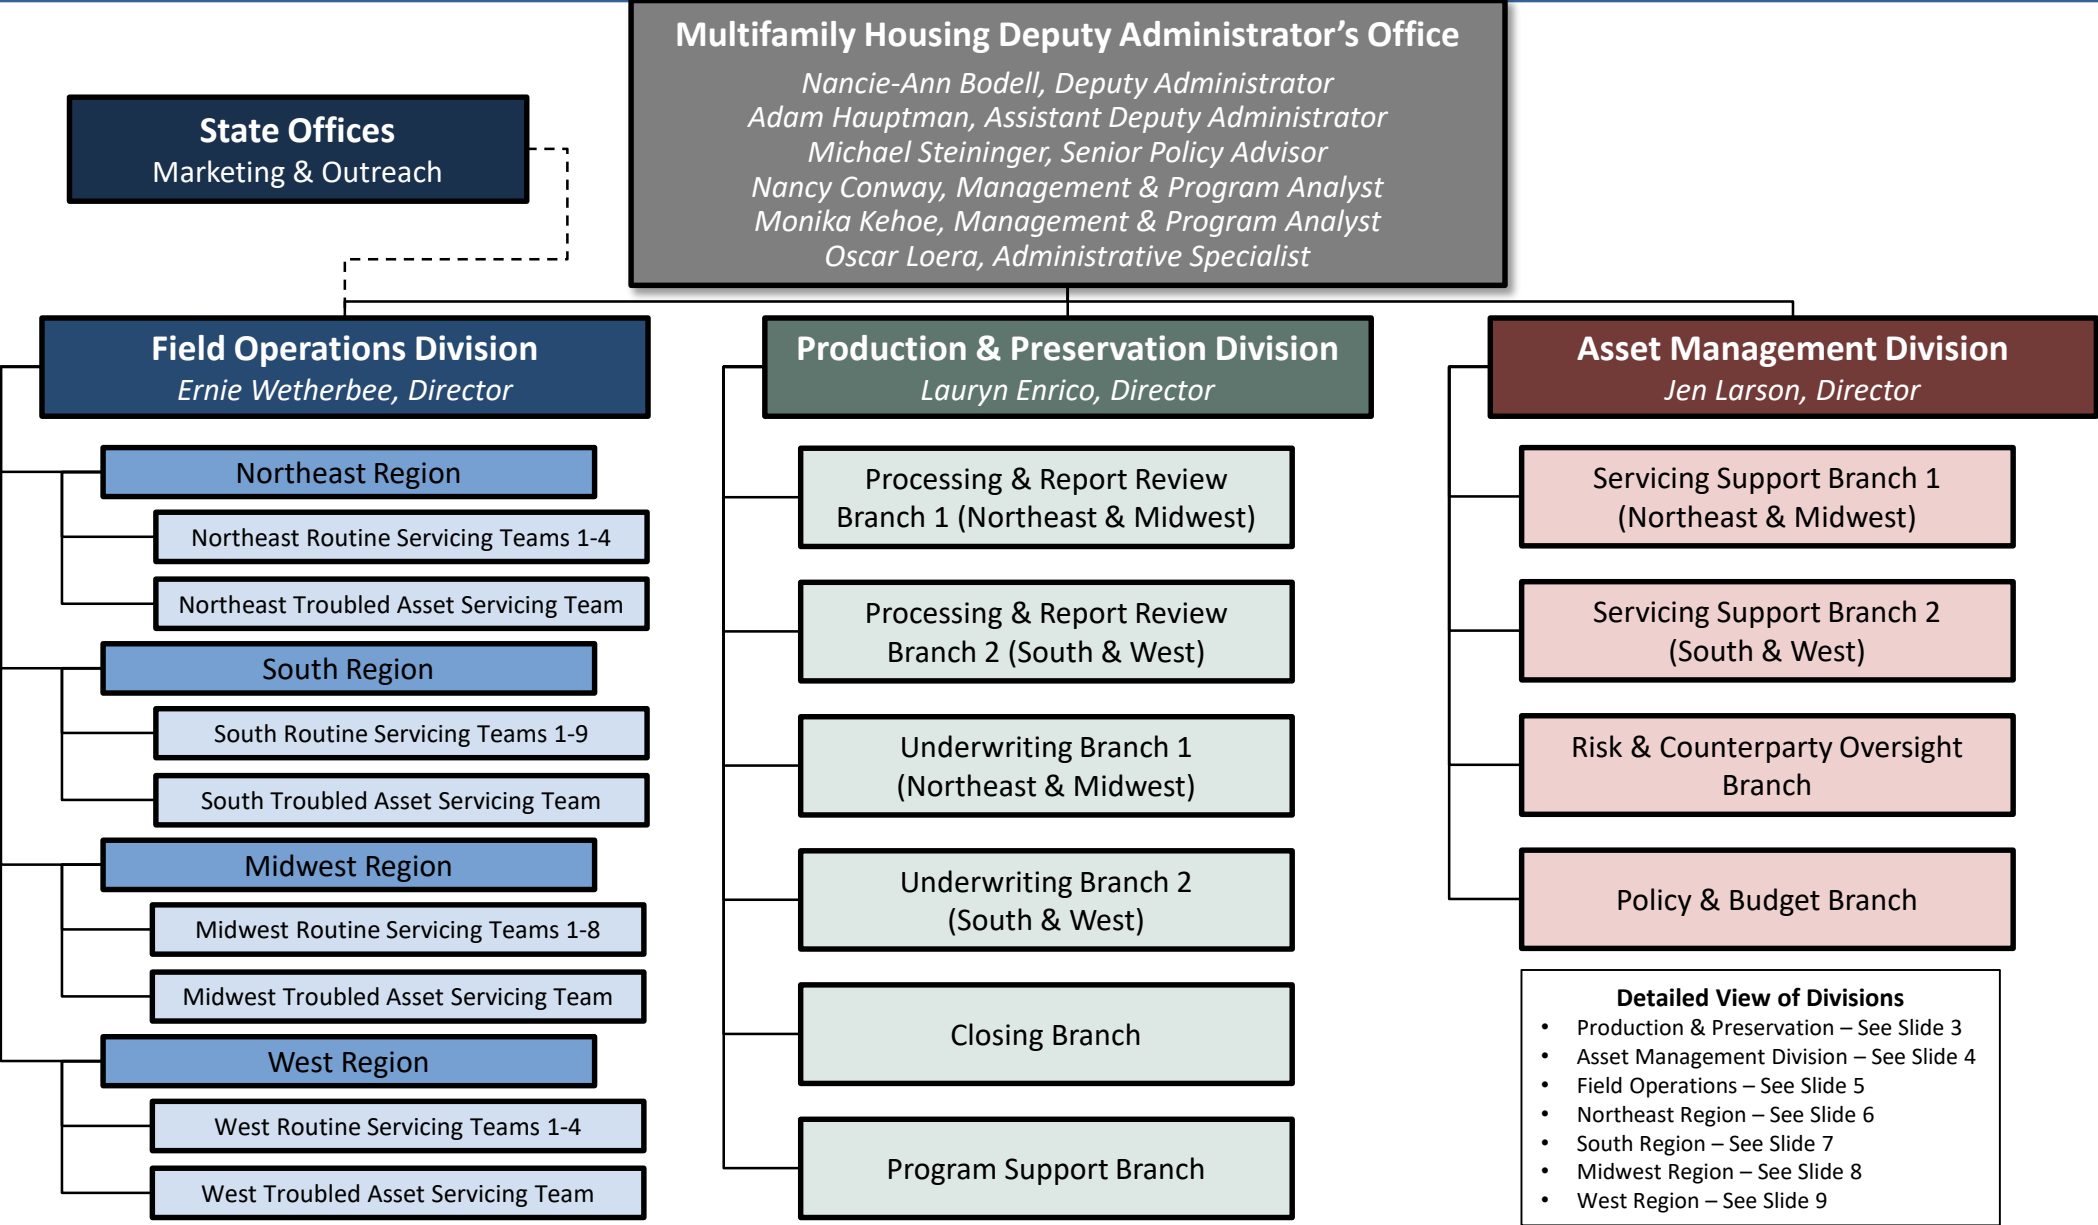 Multifamily Housing Deputy Administrator’s Office
Nancie-Ann Bodell, Deputy Administrator
Adam Hauptman, Assistant Deputy Administrator
Michael Steininger, Senior Policy Advisor
Nancy Conway, Management & Program Analyst
Monika Kehoe, Management & Program Analyst
Oscar Loera, Administrative Specialist
State Offices
Marketing & Outreach
Field Operations Division
Ernie Wetherbee, Director
Northeast Region
Northeast Routine Servicing Teams 1-4
Northeast Troubled Asset Servicing Team
South Region
South Routine Servicing Teams 1-9
South Troubled Asset Servicing Team
Midwest Region
Midwest Routine Servicing Teams 1-8
Midwest Troubled Asset Servicing Team
West Region
West Routine Servicing Teams 1-4
West Troubled Asset Servicing Team
Production & Preservation Division
Lauryn Enrico, Director
Processing & Report Review
Branch 1 (Northeast & Midwest)
Processing & Report Review
Branch 2 (South & West)
Underwriting Branch 1
(Northeast & Midwest)
Underwriting Branch 2
(South & West)
Closing Branch
Program Support Branch
Asset Management Division
Jen Larson, Director
Servicing Support Branch 1
(Northeast & Midwest)
Servicing Support Branch 2
(South & West)
Risk & Counterparty Oversight
Branch
Policy & Budget Branch
Detailed View of Divisions
• Production & Preservation – See Slide 3
• Asset Management Division – See Slide 4
• Field Operations – See Slide 5
• Northeast Region – See Slide 6
• South Region – See Slide 7
• Midwest Region – See Slide 8
• West Region – See Slide 9